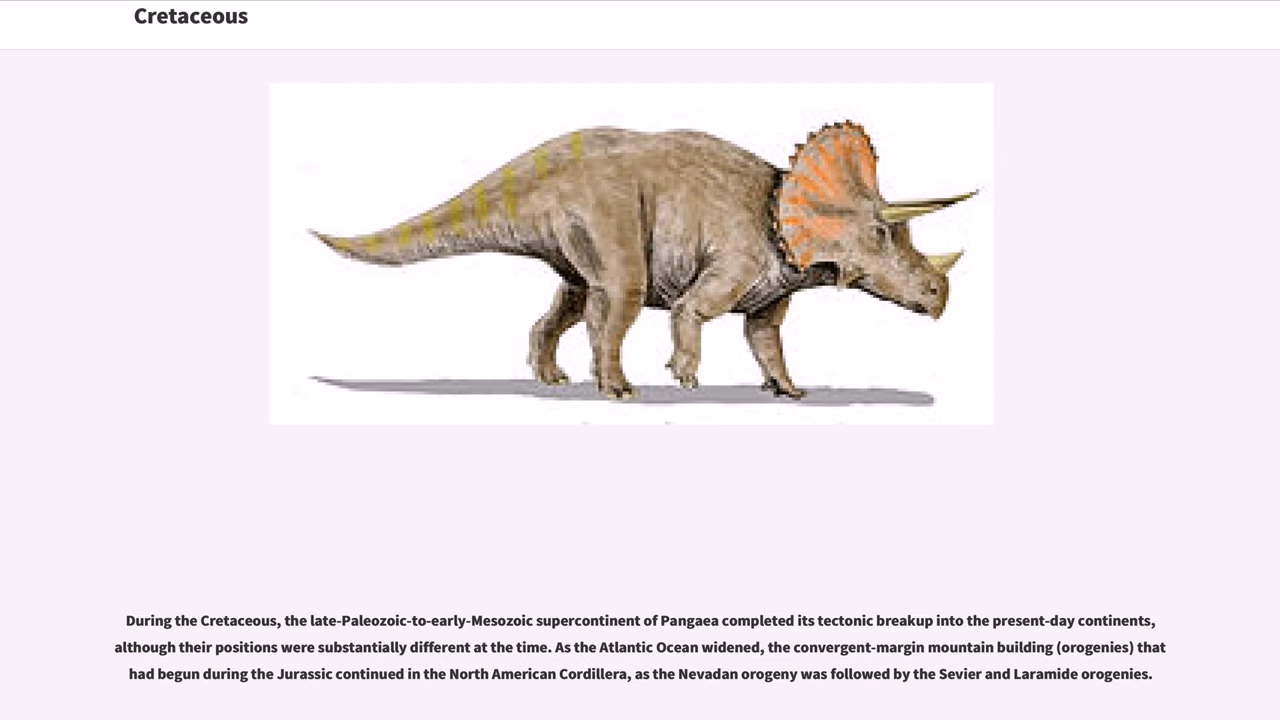 Cretaceous
During the Cretaceous, the late-Paleozoic-to-early-Mesozoic supercontinent of Pangaea completed its tectonic breakup into the present-day continents,
although their positions were substantially different at the time. As the Atlantic Ocean widened, the convergent-margin mountain building (orogenies) that
had begun during the Jurassic continued in the North American Cordillera, as the Nevadan orogeny was followed by the Sevier and Laramide orogenies.